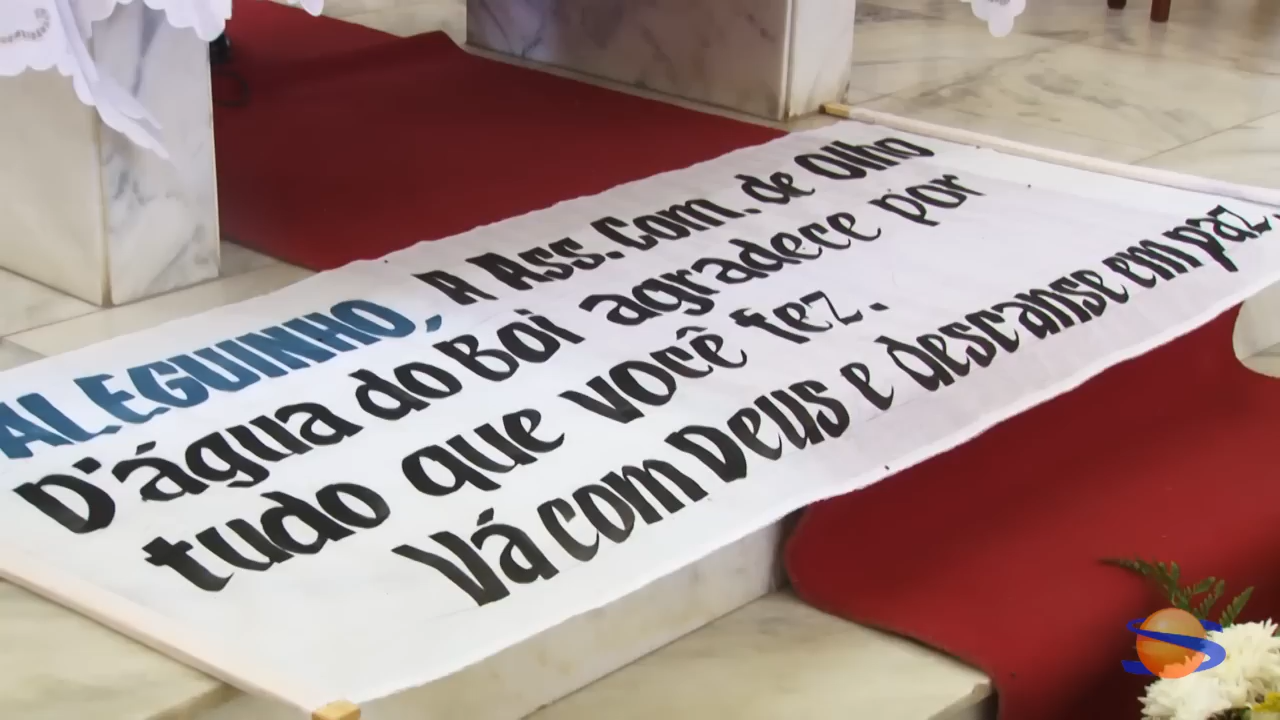 ALEGUINHO, A Ass. Com. de Olho
D'água do Boi agradece por
tudo que você fez.
Vá com Deus e descanse em paz.